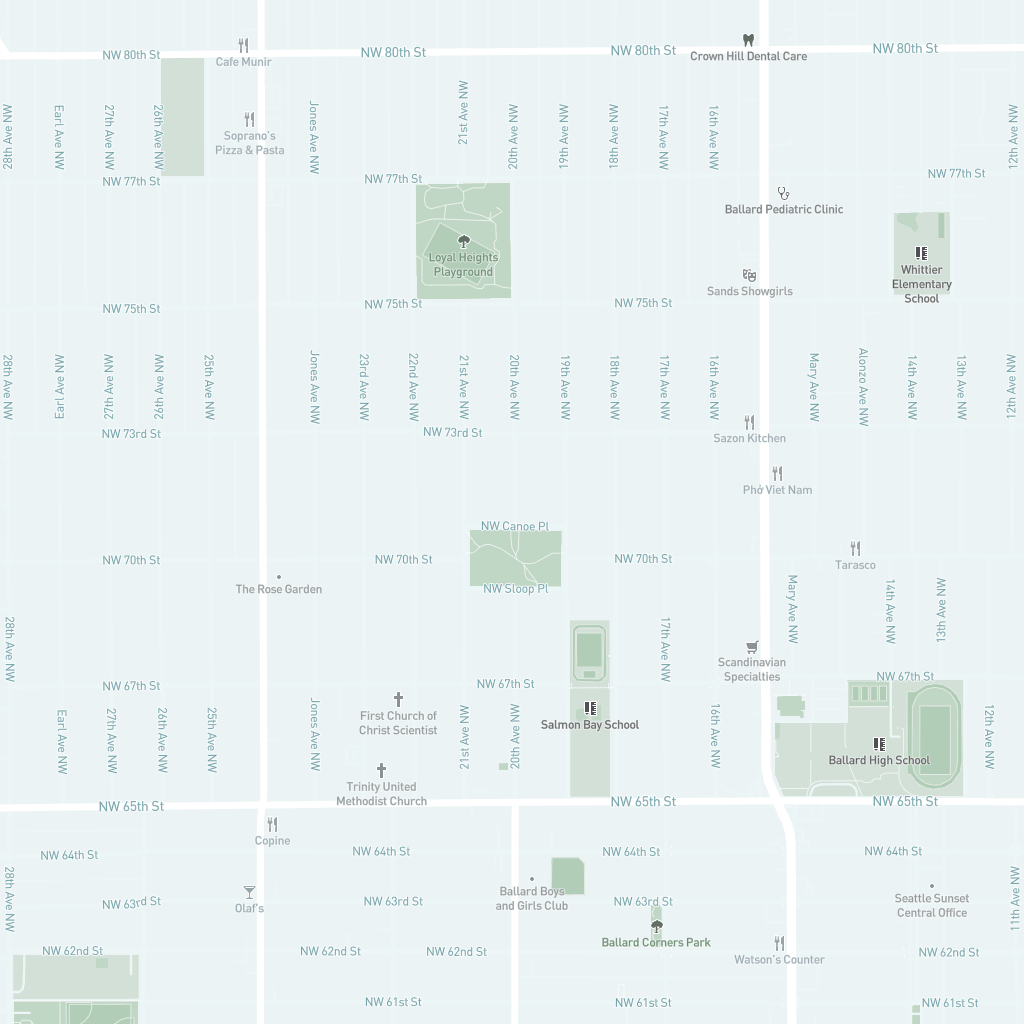 NW 80th St
Cafe Munir
NW 80th St
NW 80th St
Crown Hill Dental Care
NW 80th St
28th Ave NW
Earl Ave NW
27th Ave NW
26th Ave NW
Soprano's
Pizza & Pasta
Jones Ave NW
21st Ave NW
20th Ave NW
19th Ave NW
18th Ave NW
17th Ave NW
16th Ave NW
12th Ave NW
NW 77th St
NW 77th St
NW 77th St
Ballard Pediatric Clinic
Loyal Heights
Playground
Sands Showgirls
Whittier
Elementary
School
NW 75th St
NW 75th St
NW 75th St
28th Ave NW
Earl Ave NW
27th Ave NW
26th Ave NW
25th Ave NW
Jones Ave NW
23rd Ave NW
22nd Ave NW
21st Ave NW
20th Ave NW
19th Ave NW
18th Ave NW
17th Ave NW
16th Ave NW
Mary Ave NW
Alonzo Ave NW
14th Ave NW
13th Ave NW
12th Ave NW
NW 73rd St
NW 73rd St
Sazon Kitchen
Phở Viet Nam
NW Canoe Pl
NW 70th St
NW 70th St
NW 70th St
Tarasco
The Rose Garden
NW Sloop Pl
28th Ave NW
17th Ave NW
Mary Ave NW
14th Ave NW
13th Ave NW
Scandinavian
Specialties
NW 67th St
NW 67th St
NW 67th St
Earl Ave NW
27th Ave NW
26th Ave NW
25th Ave NW
Jones Ave NW
First Church of
Christ Scientist
21st Ave NW
20th Ave NW
Salmon Bay School
16th Ave NW
Ballard High School
12th Ave NW
Trinity United
Methodist Church
NW 65th St
NW 65th St
NW 65th St
Copine
NW 64th St
NW 64th St
NW 64th St
NW 64th St
28th Ave NW
Olaf's
NW 63rd St
NW 63rd St
Ballard Boys
and Girls Club
NW 63rd St
Seattle Sunset
Central Office
11th Ave NW
NW 62nd St
NW 62nd St
NW 62nd St
Ballard Corners Park
Watson's Counter
NW 62nd St
NW 61st St
NW 61st St
NW 61st St